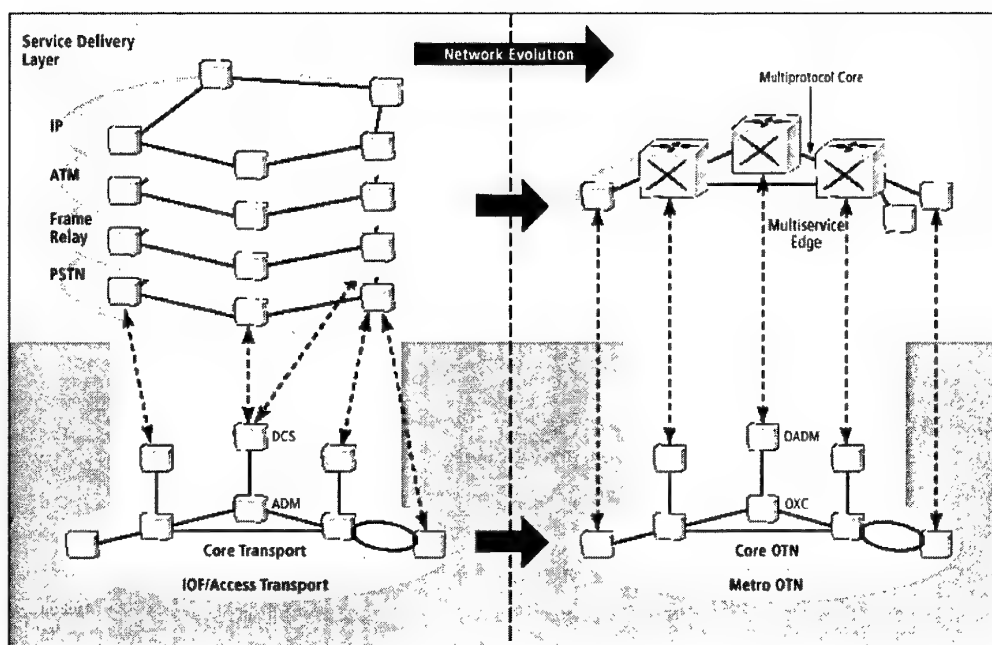 Service Delivery
Layer
Network Evolution
Multiprotocol Core
IP
ATM
Frame
Relay
PSTN
Multiservice
Edge
DCS
OADM
ADM
OXC
Core Transport
Core OTN
IOF/Access Transport
Metro OTN